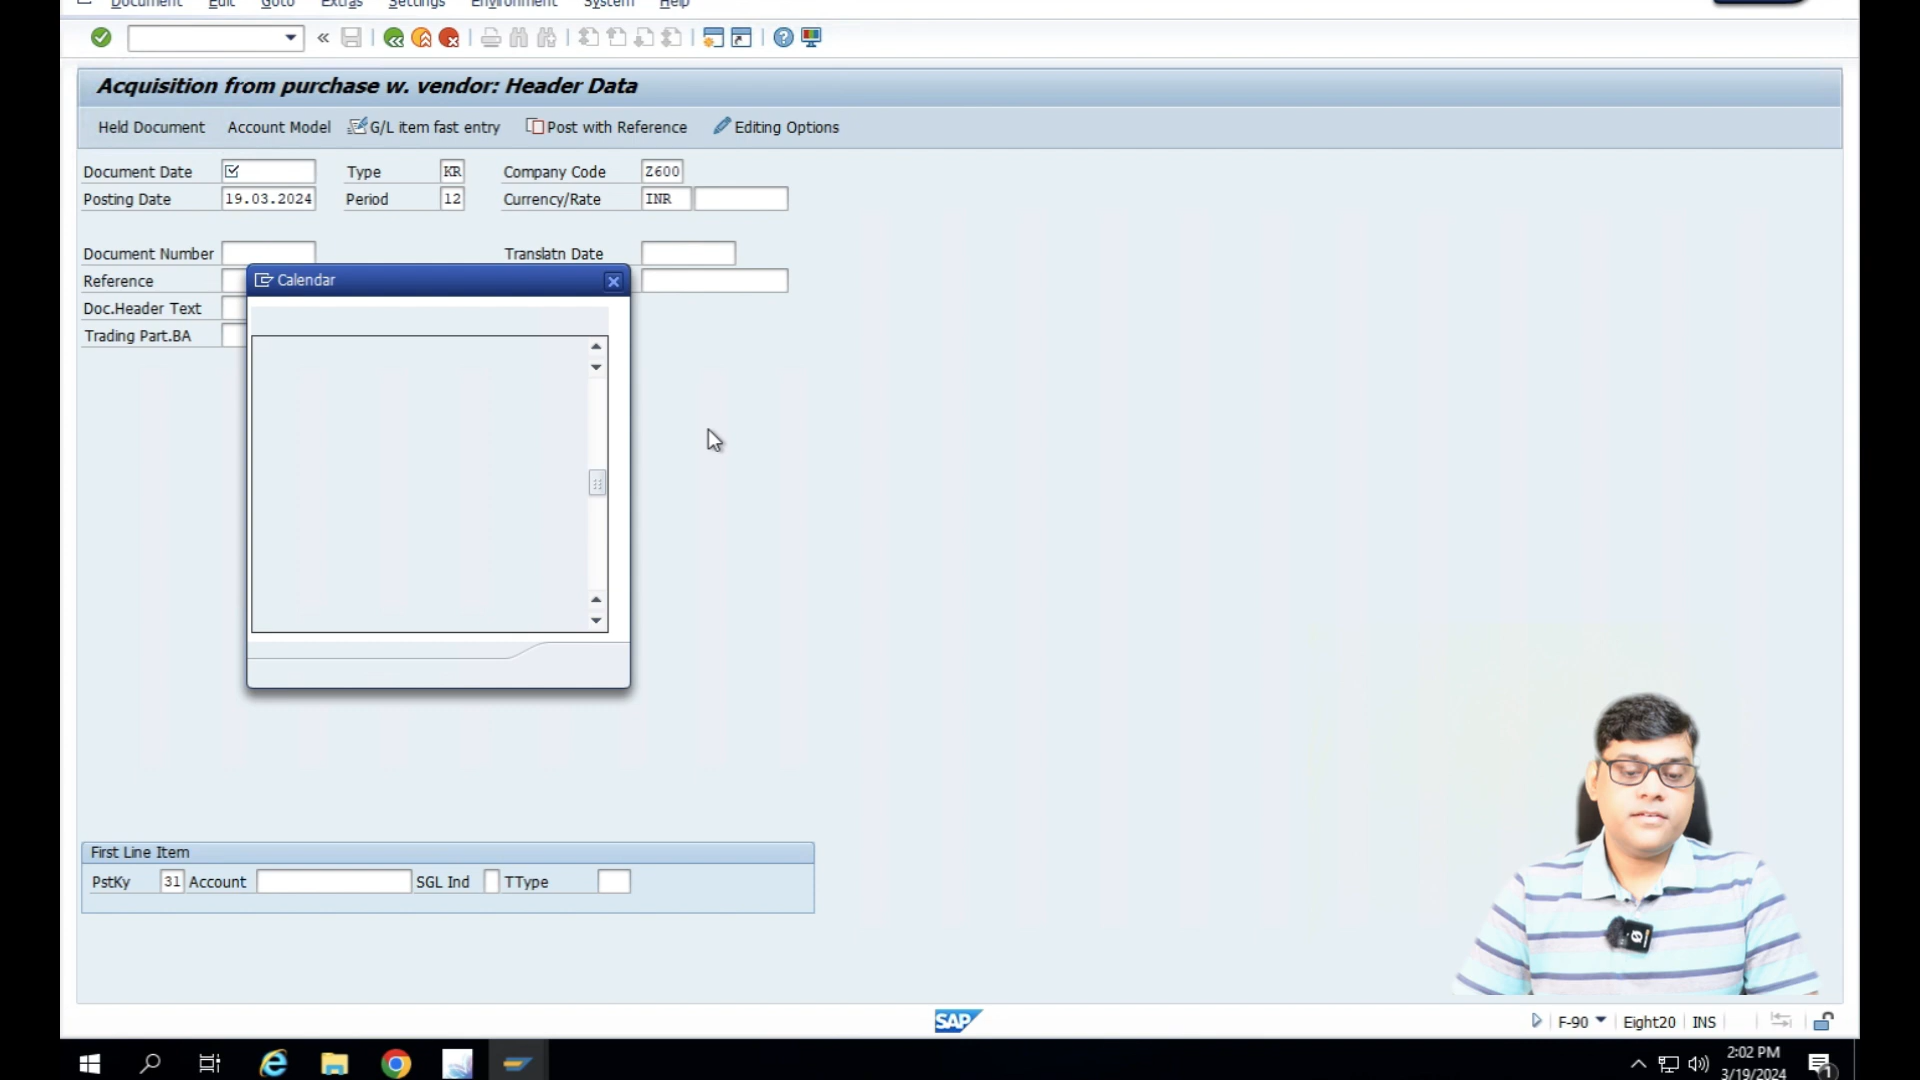 Document Edit Goto Extras Settings Environment System Help
Acquisition from purchase w. vendor: Header Data
Held Document Account Model G/L item fast entry Post with Reference Editing Options
Document Date Type KR Company Code Z600
Posting Date 19.03.2024 Period 12 Currency/Rate INR
Document Number Translatn Date
Reference
Doc.Header Text
Trading Part.BA
Calendar
First Line Item
PstKy 31 Account SGL Ind TType
SAP
F-90 Eight20 INS
2:02 PM
3/19/2024
1